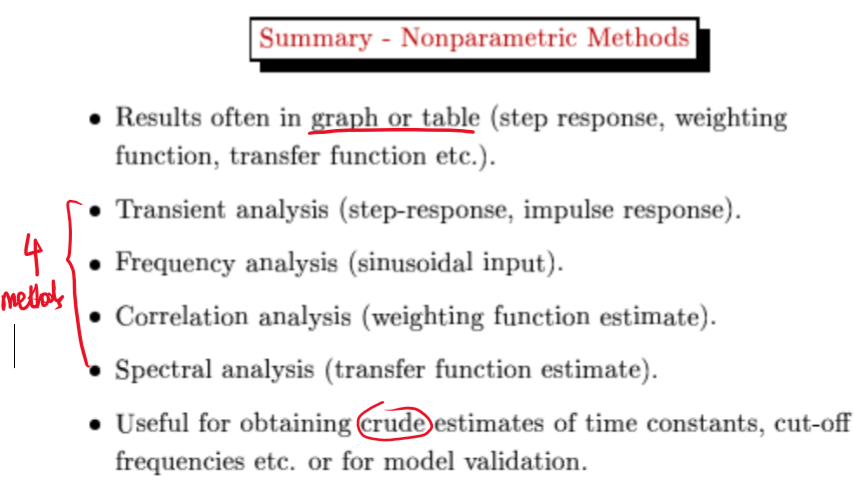 Summary - Nonparametric Methods
• Results often in graph or table (step response, weighting
function, transfer function etc.).
• Transient analysis (step-response, impulse response).
• Frequency analysis (sinusoidal input).
• Correlation analysis (weighting function estimate).
• Spectral analysis (transfer function estimate).
4
methods
• Useful for obtaining crude estimates of time constants, cut-off
frequencies etc. or for model validation.